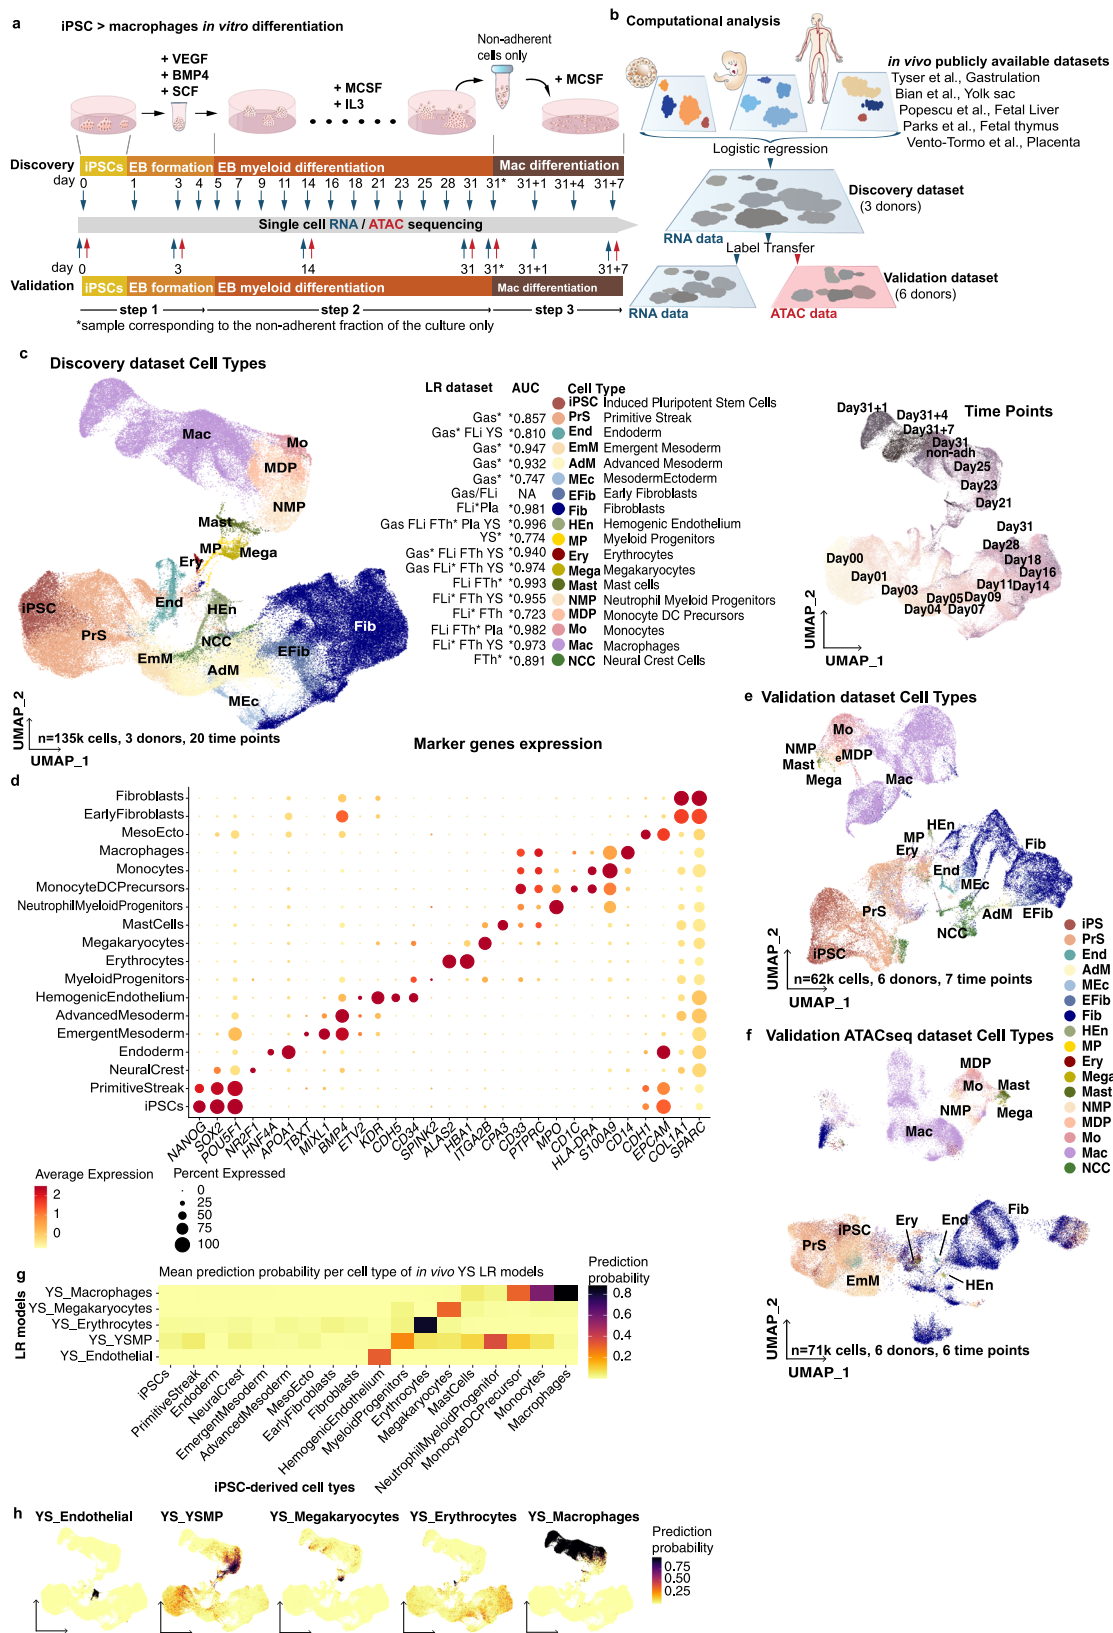 a iPSC > macrophages in vitro differentiation
+ VEGF
+ BMP4
+ SCF
+ MCSF
+ IL3
Non-adherent
cells only
+ MCSF
Discovery iPSCs EB formation EB myeloid differentiation Mac differentiation
day 0 1 3 4 5 7 9 11 14 16 18 21 23 25 28 31 31* 31+1 31+4 31+7
Single cell RNA / ATAC sequencing
day 0 3 14 31 31* 31+1 31+7
Validation iPSCs EB formation EB myeloid differentiation Mac differentiation
step 1 step 2 step 3
*sample corresponding to the non-adherent fraction of the culture only
b Computational analysis
in vivo publicly available datasets
Tyser et al., Gastrulation
Bian et al., Yolk sac
Popescu et al., Fetal Liver
Parks et al., Fetal thymus
Vento-Tormo et al., Placenta
Logistic regression
Discovery dataset
(3 donors)
RNA data
Label Transfer
Validation dataset
(6 donors)
RNA data
ATAC data
c Discovery dataset Cell Types
Mac
Mo
MDP
NMP
Mast
MP
Mega
Ery
End
HEn
iPSC
PrS
NCC
EmM
AdM
EFib
Fib
MEc
UMAP_2
UMAP_1
n=135k cells, 3 donors, 20 time points
LR dataset AUC Cell Type
iPSC Induced Pluripotent Stem Cells
Gas* *0.857 PrS Primitive Streak
Gas* FLi YS *0.810 End Endoderm
Gas* *0.947 EmM Emergent Mesoderm
Gas* *0.932 AdM Advanced Mesoderm
Gas* *0.747 MEc MesodermEctoderm
Gas/FLi NA EFib Early Fibroblasts
FLi*Pla *0.981 Fib Fibroblasts
Gas FLi FTh* Pla YS *0.996 HEn Hemogenic Endothelium
YS* *0.774 MP Myeloid Progenitors
Gas* FLi FTh YS *0.940 Ery Erythrocytes
Gas FLi* FTh YS *0.974 Mega Megakaryocytes
FLi FTh* *0.993 Mast Mast cells
FLi* FTh YS *0.955 NMP Neutrophil Myeloid Progenitors
FLi* FTh *0.723 MDP Monocyte DC Precursors
FLi FTh* Pla *0.982 Mo Monocytes
FLi* FTh YS *0.973 Mac Macrophages
FTh* *0.891 NCC Neural Crest Cells
Time Points
Day31+1
Day31+4
Day31+7
Day31
non-adh
Day25
Day23
Day21
Day31
Day28
Day18
Day16
Day14
Day11
Day09
Day05
Day07
Day04
Day03
Day01
Day00
UMAP_2
UMAP_1
Marker genes expression
d
Fibroblasts
EarlyFibroblasts
MesoEcto
Macrophages
Monocytes
MonocyteDCPrecursors
NeutrophilMyeloidProgenitors
MastCells
Megakaryocytes
Erythrocytes
MyeloidProgenitors
HemogenicEndothelium
AdvancedMesoderm
EmergentMesoderm
Endoderm
NeuralCrest
PrimitiveStreak
iPSCs
NANOG SOX2 POU5F1 NR2F1 HNF4A APOA1 TBXT MIXL1 BMP4 ETV2 KDR CDH5 CD34 SPINK2 ALAS2 HBA1 ITGA2B CPA3 CD33 PTPRC MPO CD1C HLA-DRA S100A9 CD14 CDH1 EPCAM COL1A1 SPARC
Average Expression
2
1
0
Percent Expressed
0
25
50
75
100
e Validation dataset Cell Types
Mo
NMP
Mast
eMDP
Mega
Mac
HEn
MP
Ery
Fib
End
MEc
PrS
AdM
EFib
NCC
iPSC
UMAP_2
n=62k cells, 6 donors, 7 time points
UMAP_1
iPS
PrS
End
AdM
MEc
EFib
Fib
HEn
MP
Ery
Mega
Mast
NMP
MDP
Mo
Mac
NCC
f Validation ATACseq dataset Cell Types
MDP
Mo
Mast
Mega
NMP
Mac
Ery
End
Fib
iPSC
PrS
EmM
HEn
UMAP_2
n=71k cells, 6 donors, 6 time points
UMAP_1
g Mean prediction probability per cell type of in vivo YS LR models
LR models
YS_Macrophages
YS_Megakaryocytes
YS_Erythrocytes
YS_YSMP
YS_Endothelial
iPSCs PrimitiveStreak Endoderm NeuralCrest EmergentMesoderm AdvancedMesoderm MesoEcto EarlyFibroblasts Fibroblasts HemogenicEndothelium MyeloidProgenitors Erythrocytes Megakaryocytes MastCells NeutrophilMyeloidProgenitor MonocyteDCPrecursor Monocytes Macrophages
iPSC-derived cell tyes
Prediction
probability
0.8
0.6
0.4
0.2
h YS_Endothelial YS_YSMP YS_Megakaryocytes YS_Erythrocytes YS_Macrophages
Prediction
probability
0.75
0.50
0.25